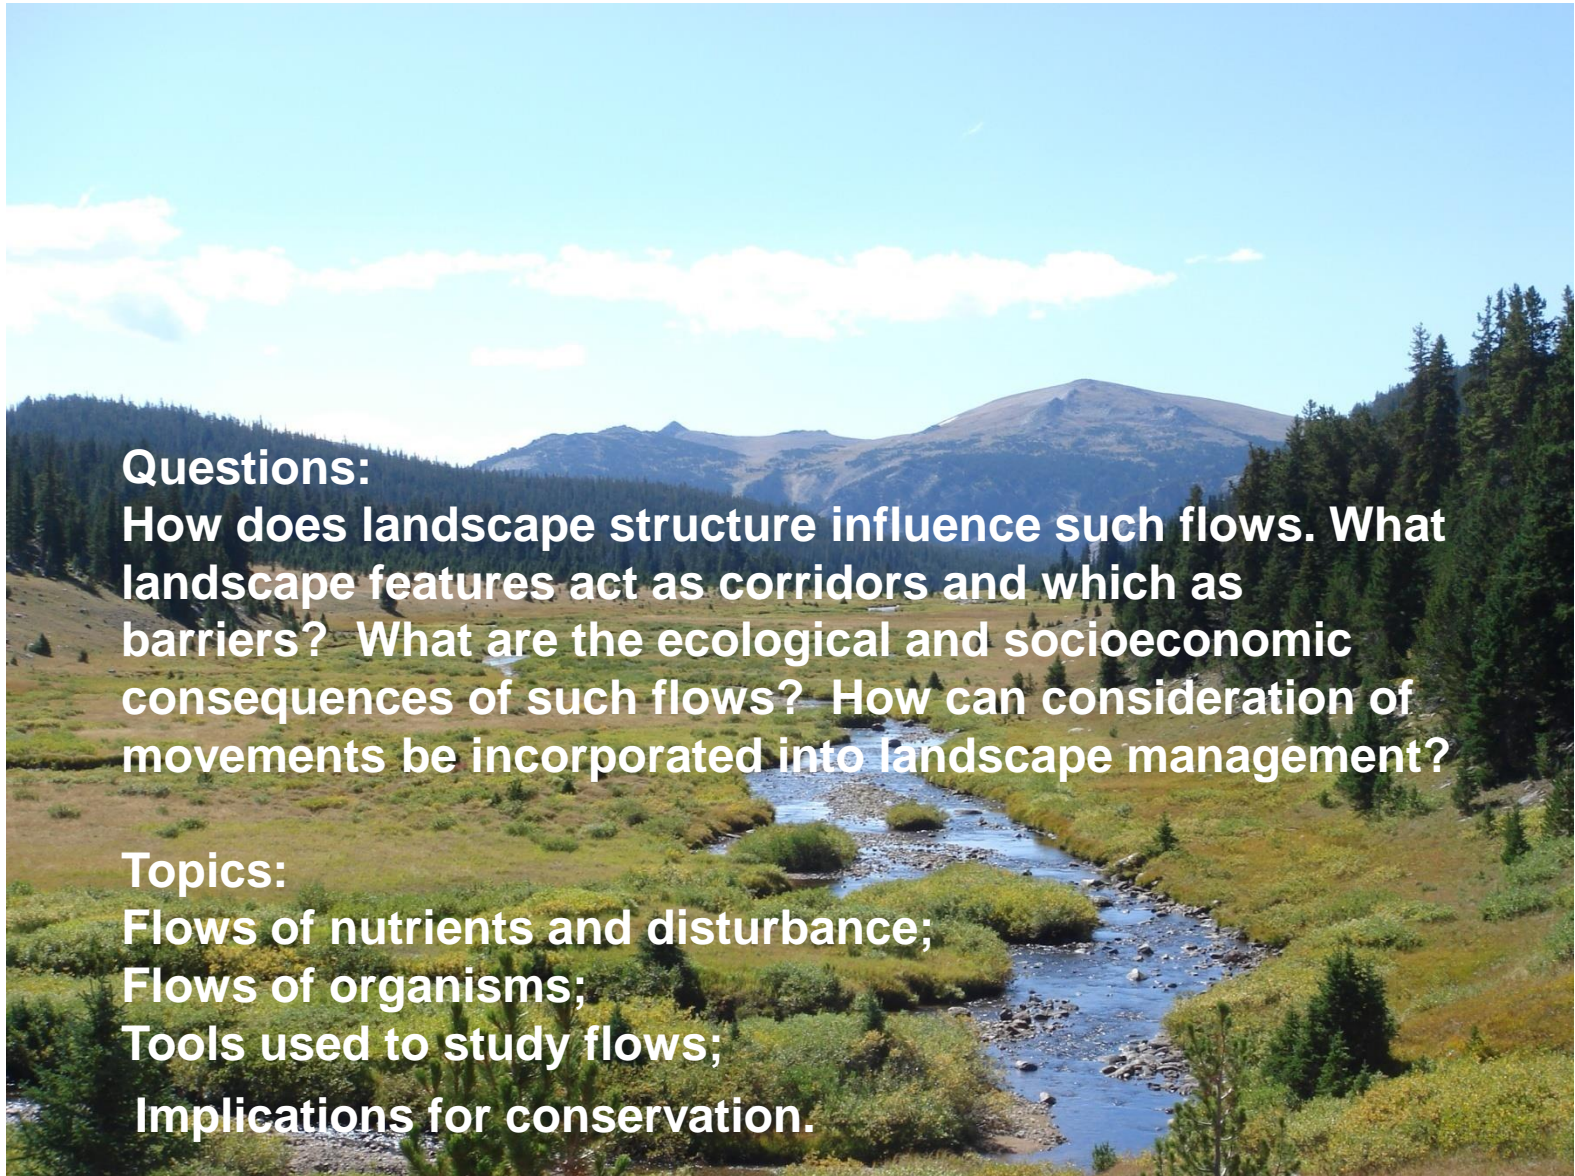 Questions:
How does landscape structure influence such flows. What
landscape features act as corridors and which as
barriers?  What are the ecological and socioeconomic
consequences of such flows?  How can consideration of
movements be incorporated into landscape management?
Topics:
Flows of nutrients and disturbance;
Flows of organisms;
Tools used to study flows;
Implications for conservation.